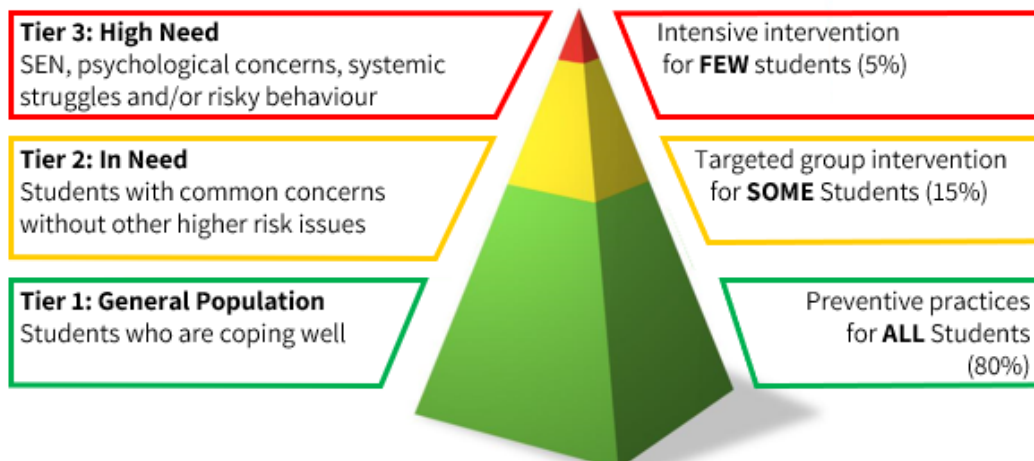 Tier 3: High Need
SEN, psychological concerns, systemic
struggles and/or risky behaviour
Intensive intervention
for FEW students (5%)
Tier 2: In Need
Students with common concerns
without other higher risk issues
Targeted group intervention
for SOME Students (15%)
Tier 1: General Population
Students who are coping well
Preventive practices
for ALL Students
(80%)